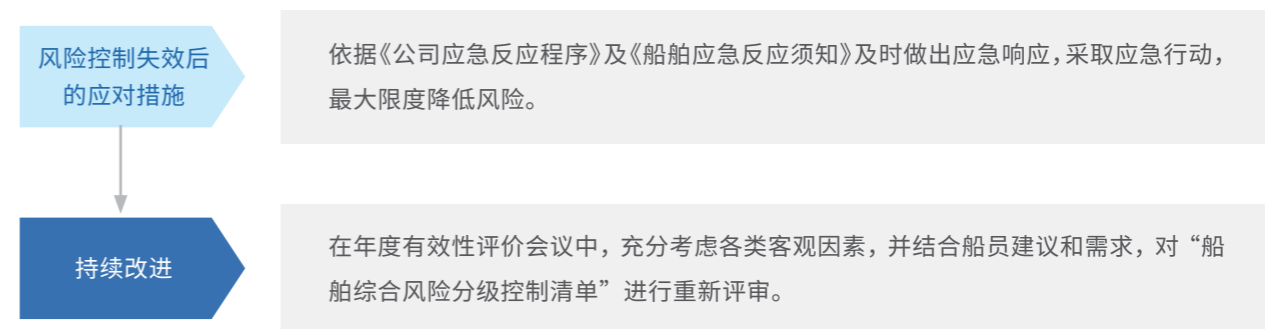 风险控制失效后
的应对措施
依据《公司应急反应程序》及《船舶应急反应须知》及时做出应急响应，采取应急行动，
最大限度降低风险。
持续改进
在年度有效性评价会议中，充分考虑各类客观因素，并结合船员建议和需求，对“船
舶综合风险分级控制清单”进行重新评审。